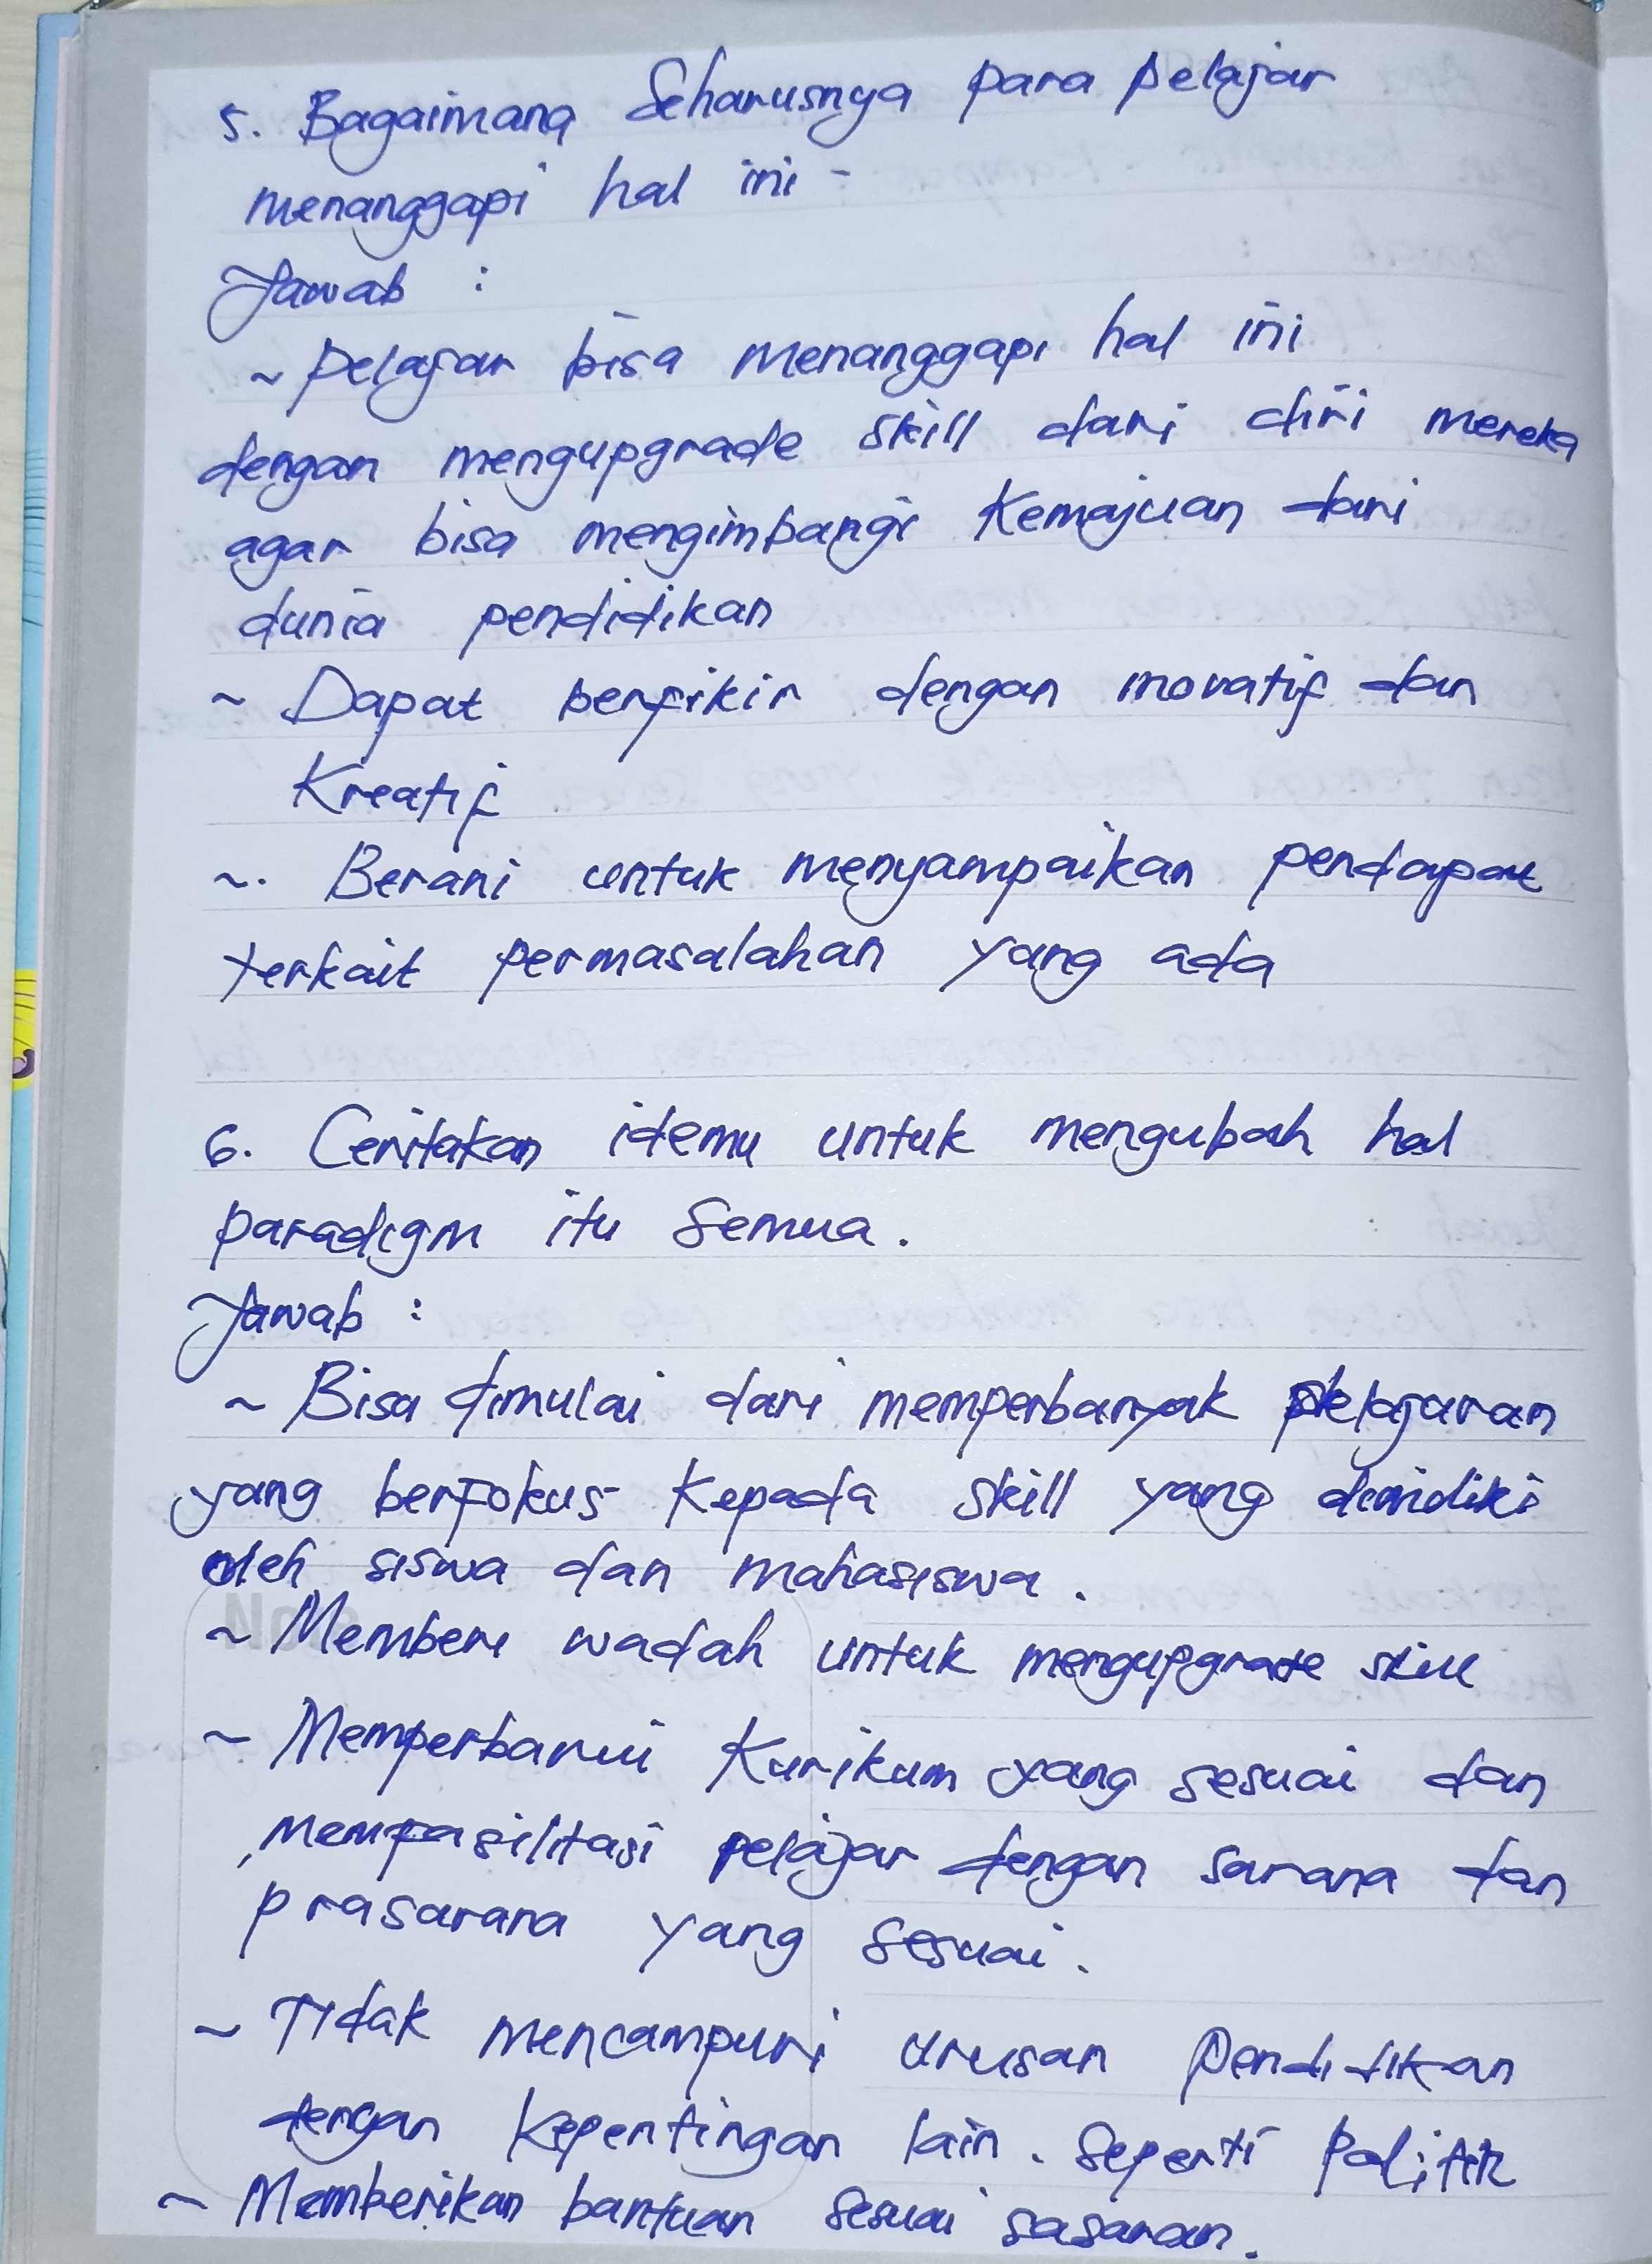 5. Bagaimana Seharusnya para pelajar
menanggapi hal ini -
Jawab :
~ pelajar bisa menanggapi hal ini
dengan mengupgrade skill dari diri mereka
agar bisa mengimbangi Kemajuan dari
dunia pendidikan
~ Dapat berfikir dengan inovatif dan
Kreatif
~. Berani untuk menyampaikan pendapat
terkait permasalahan yang ada
6. Ceritakan idemu untuk mengubah hal
paradigm itu semua.
Jawab :
~ Bisa dimulai dari memperbanyak pelajaran
yang berfokus kepada skill yang dimiliki
oleh siswa dan mahasiswa.
~ Memberi wadah untuk mengupgrade skill
~ Memperbarui Kurikum yang sesuai dan
memfasilitasi pelajar dengan sarana dan
prasarana yang sesuai.
~ Tidak mencampuri urusan pendidikan
dengan kepentingan lain. seperti politik
~ Memberikan bantuan sesuai sasaran.